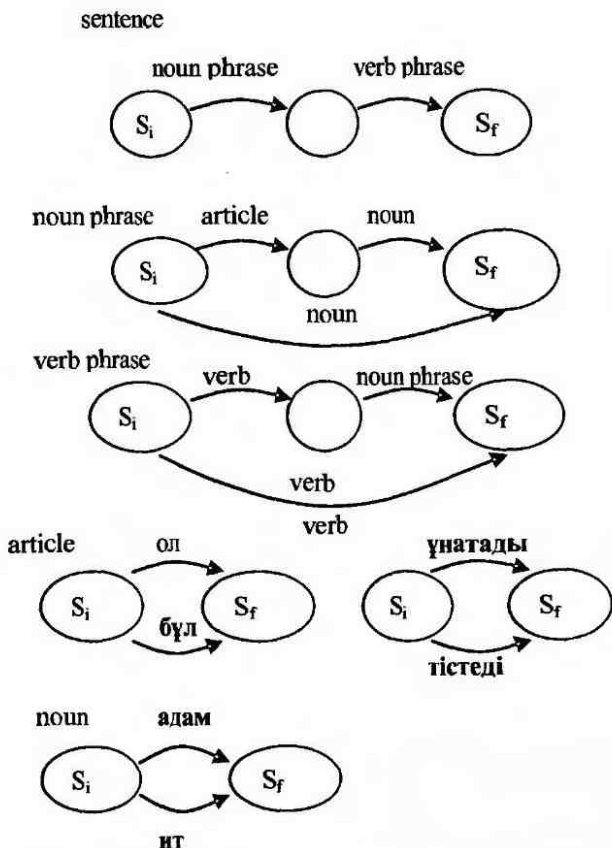 sentence
noun phrase verb phrase
Si Sf
noun phrase article noun
Si Sf
noun
verb phrase verb noun phrase
Si Sf
verb
verb
article ол ұнатады
Si Sf Si Sf
бұл тістеді
noun адам
Si Sf
ит